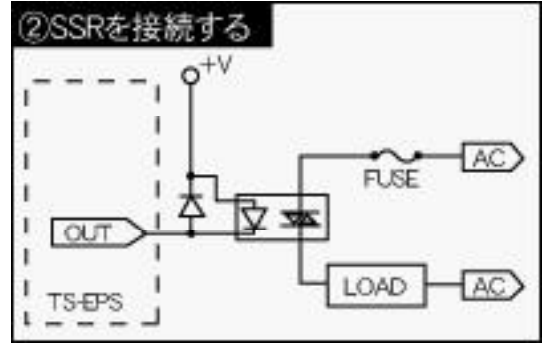 ②SSRを接続する
+V
AC
FUSE
OUT
LOAD
AC
TS-EPS